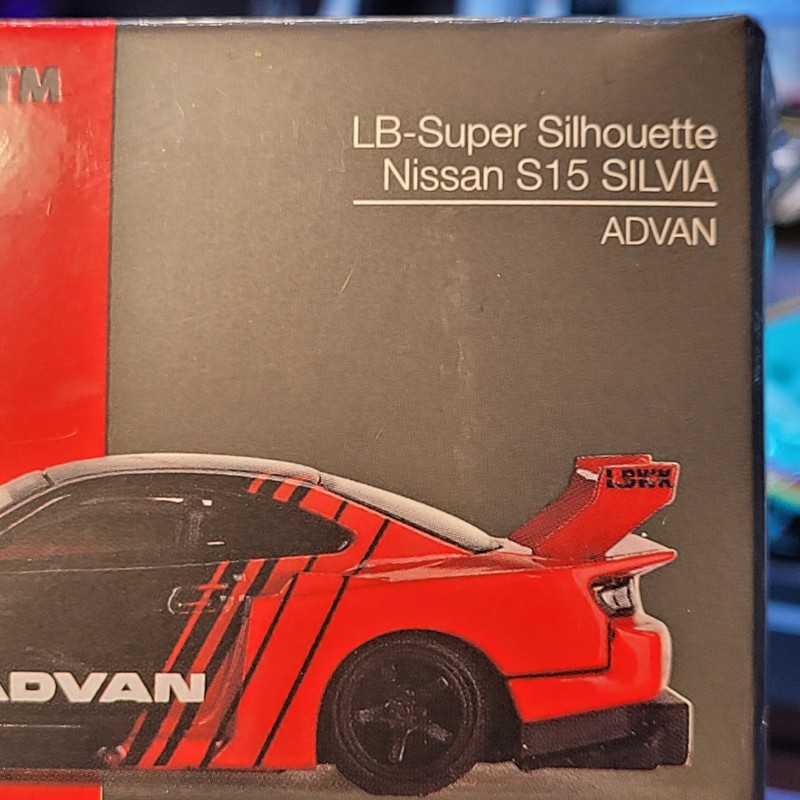 TM
LB-Super Silhouette
Nissan S15 SILVIA
ADVAN
LBWK
ADVAN